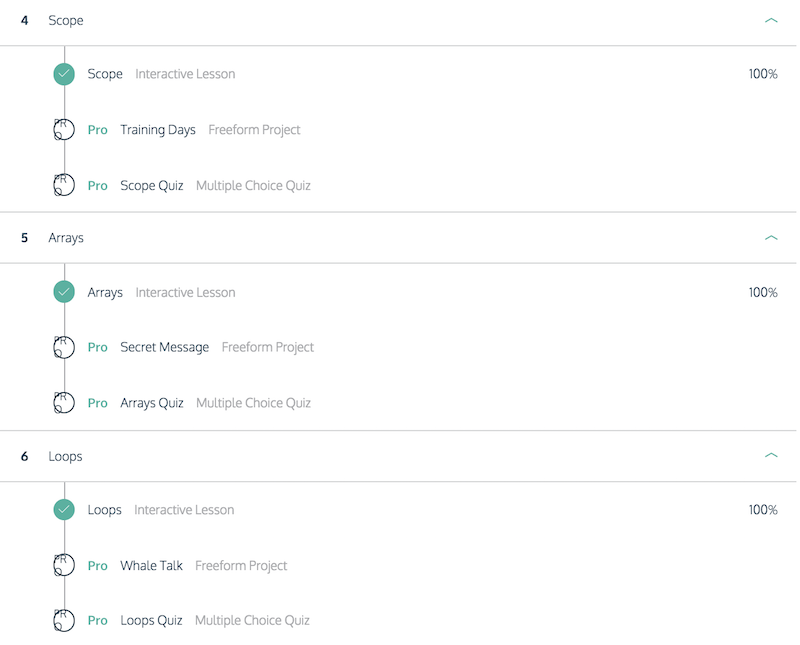 4 Scope
Scope Interactive Lesson 100%
PRO Pro Training Days Freeform Project
PRO Pro Scope Quiz Multiple Choice Quiz
5 Arrays
Arrays Interactive Lesson 100%
PRO Pro Secret Message Freeform Project
PRO Pro Arrays Quiz Multiple Choice Quiz
6 Loops
Loops Interactive Lesson 100%
PRO Pro Whale Talk Freeform Project
PRO Pro Loops Quiz Multiple Choice Quiz